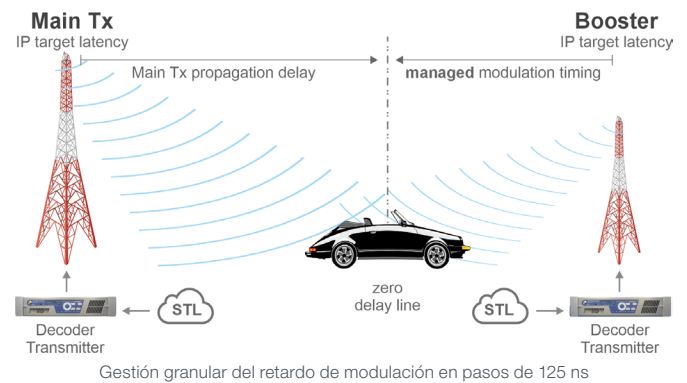 Main Tx
IP target latency
Booster
IP target latency
Main Tx propagation delay
managed modulation timing
STL
STL
Decoder
Transmitter
zero
delay line
Decoder
Transmitter
Gestión granular del retardo de modulación en pasos de 125 ns